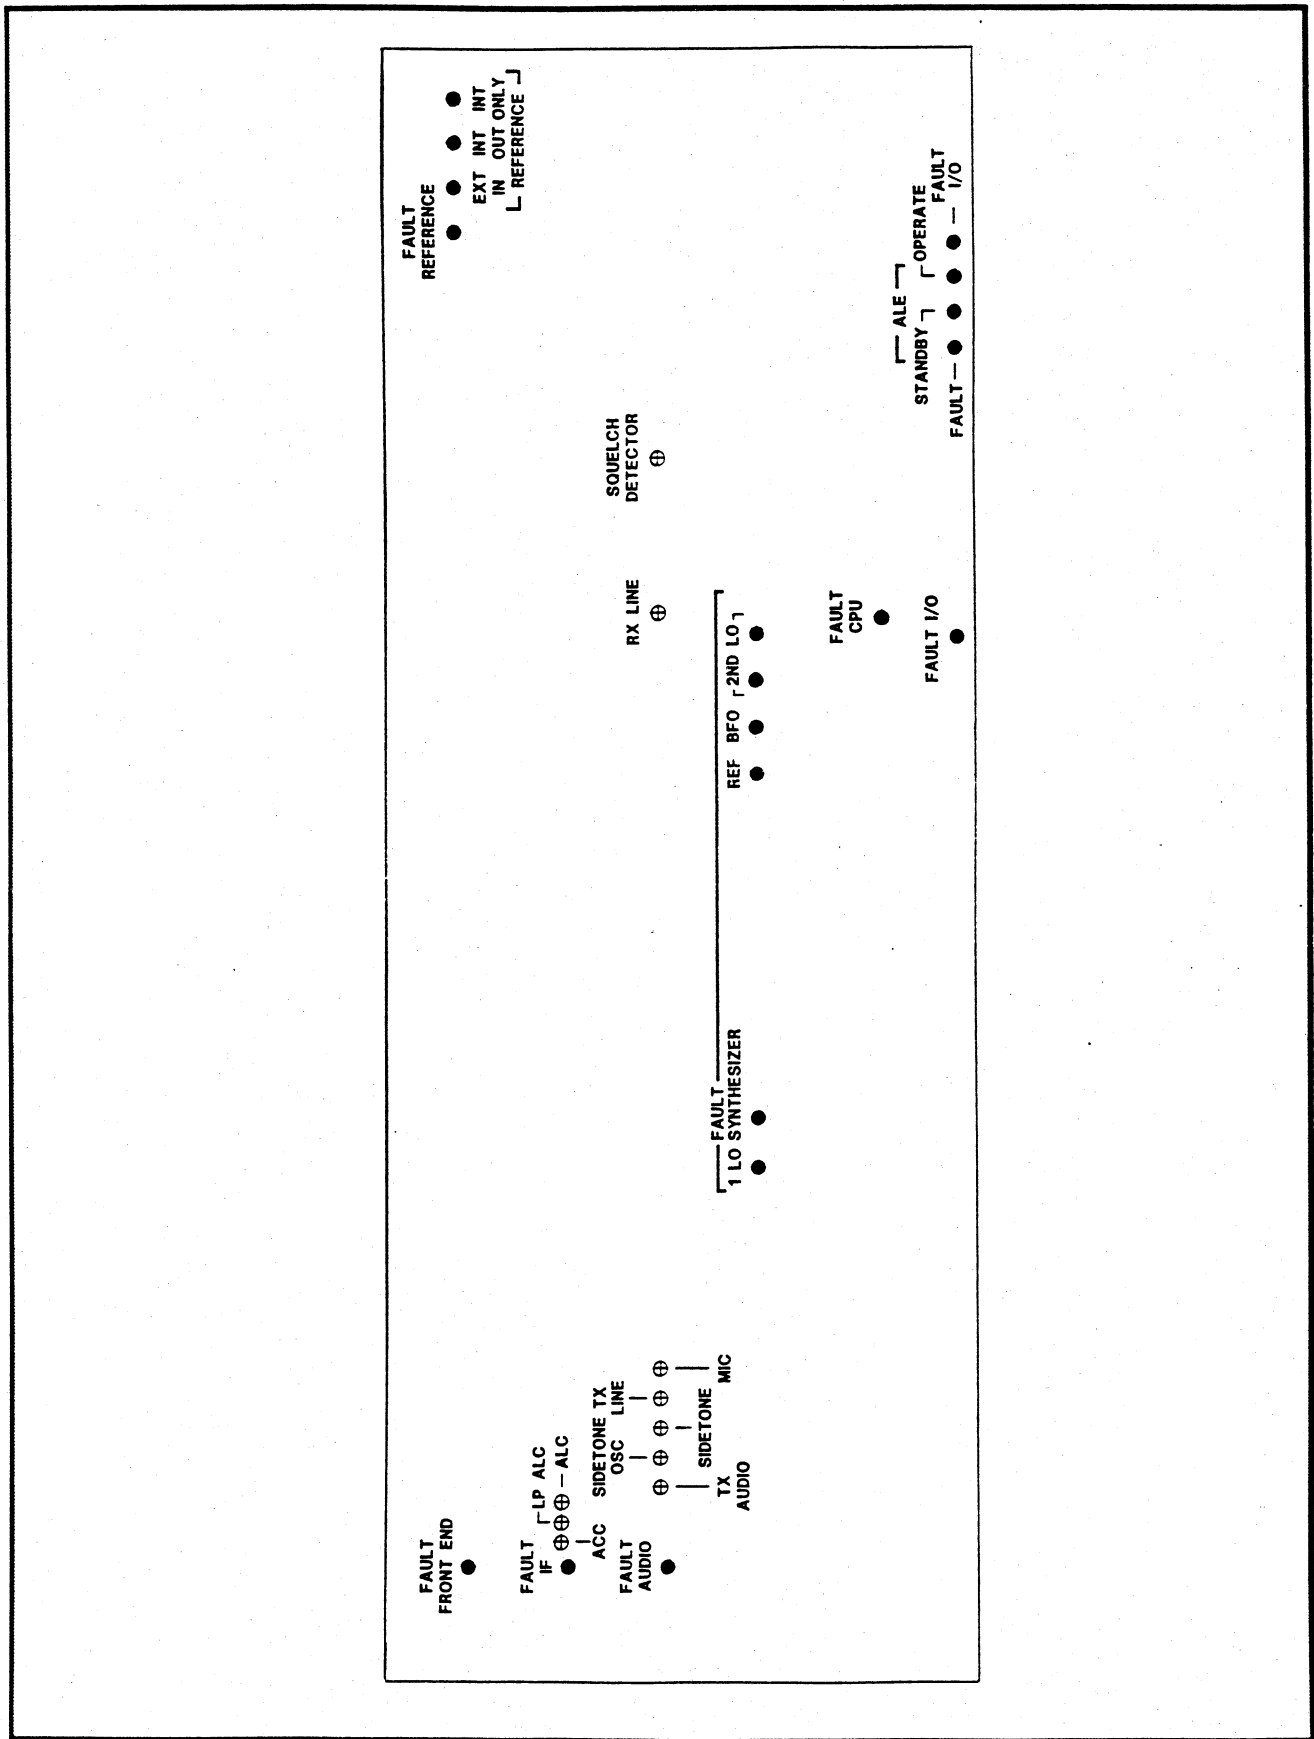 FAULT
FRONT END
FAULT
REFERENCE
EXT INT INT
IN OUT ONLY
REFERENCE
FAULT
IF
LP ALC
ALC
ACC
SIDETONE TX
OSC LINE
FAULT
AUDIO
SIDETONE
TX
AUDIO
MIC
RX LINE
SQUELCH
DETECTOR
FAULT
1 LO SYNTHESIZER
REF BFO 2ND LO
FAULT
CPU
FAULT I/O
ALE
STANDBY OPERATE
FAULT
FAULT
I/O